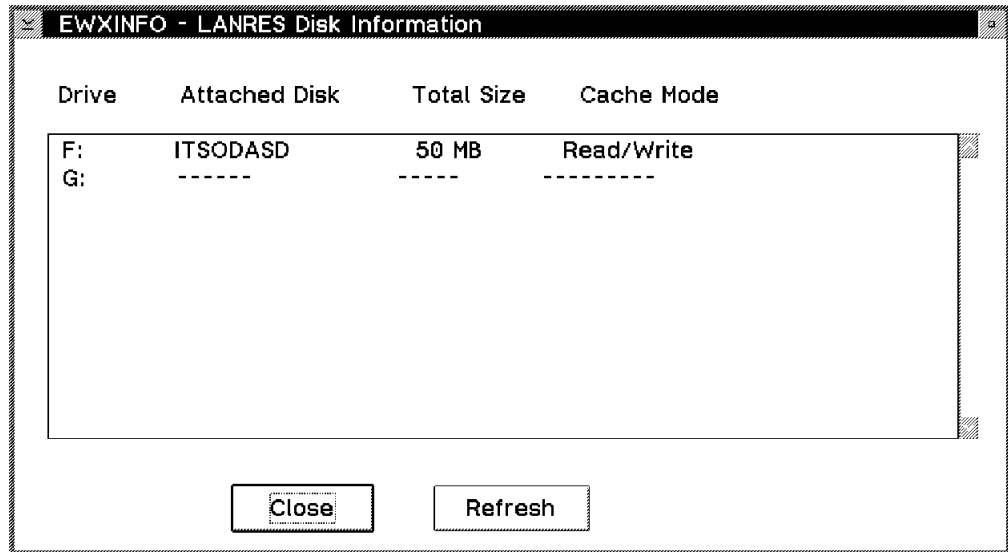 EWXINFO - LANRES Disk Information
Drive Attached Disk Total Size Cache Mode
F: ITSODASD 50 MB Read/Write
G: ------ ----- ---------
Close Refresh